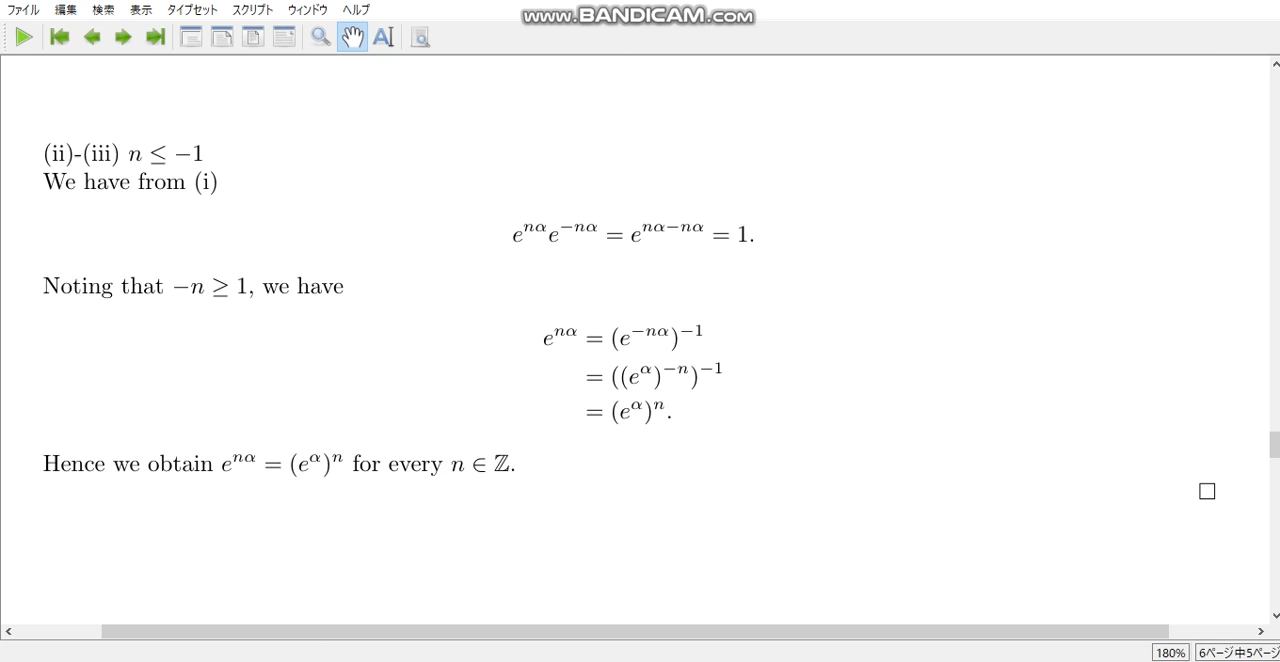 ファイル 編集 検索 表示 タイプセット スクリプト ウィンドウ ヘルプ
www.BANDICAM.com
(ii)-(iii) n ≤ −1
We have from (i)
e^{nα}e^{−nα} = e^{nα−nα} = 1.
Noting that −n ≥ 1, we have
e^{nα} = (e^{−nα})^{−1}
= ((e^α)^{−n})^{−1}
= (e^α)^n.
Hence we obtain e^{nα} = (e^α)^n for every n ∈ ℤ.
□
180% 6ページ中5ページ